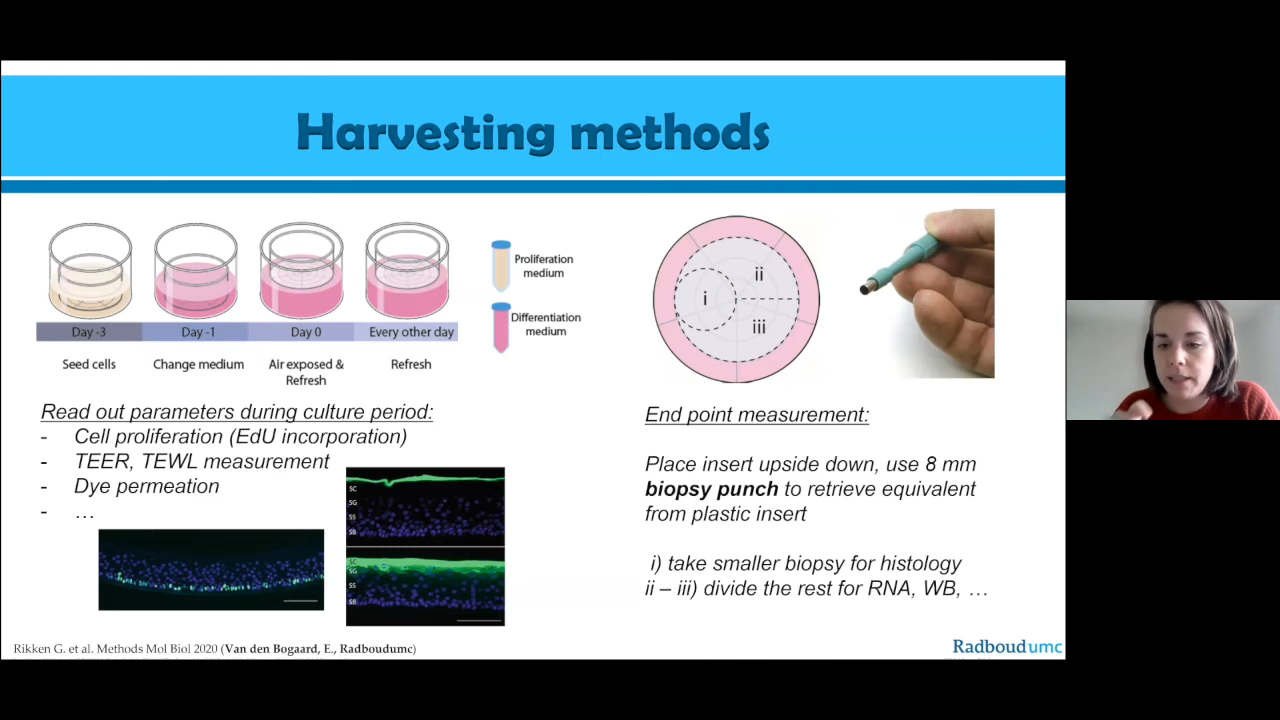 Harvesting methods
Proliferation
medium
Differentiation
medium
Day -3
Day -1
Day 0
Every other day
Seed cells
Change medium
Air exposed &
Refresh
Refresh
Read out parameters during culture period:
- Cell proliferation (EdU incorporation)
- TEER, TEWL measurement
- Dye permeation
- …
SC
SG
SS
SB
SC
SG
SS
SB
i
ii
iii
End point measurement:
Place insert upside down, use 8 mm
biopsy punch to retrieve equivalent
from plastic insert
i) take smaller biopsy for histology
ii – iii) divide the rest for RNA, WB, …
Rikken G. et al. Methods Mol Biol 2020 (Van den Bogaard, E., Radboudumc)
Radboudumc